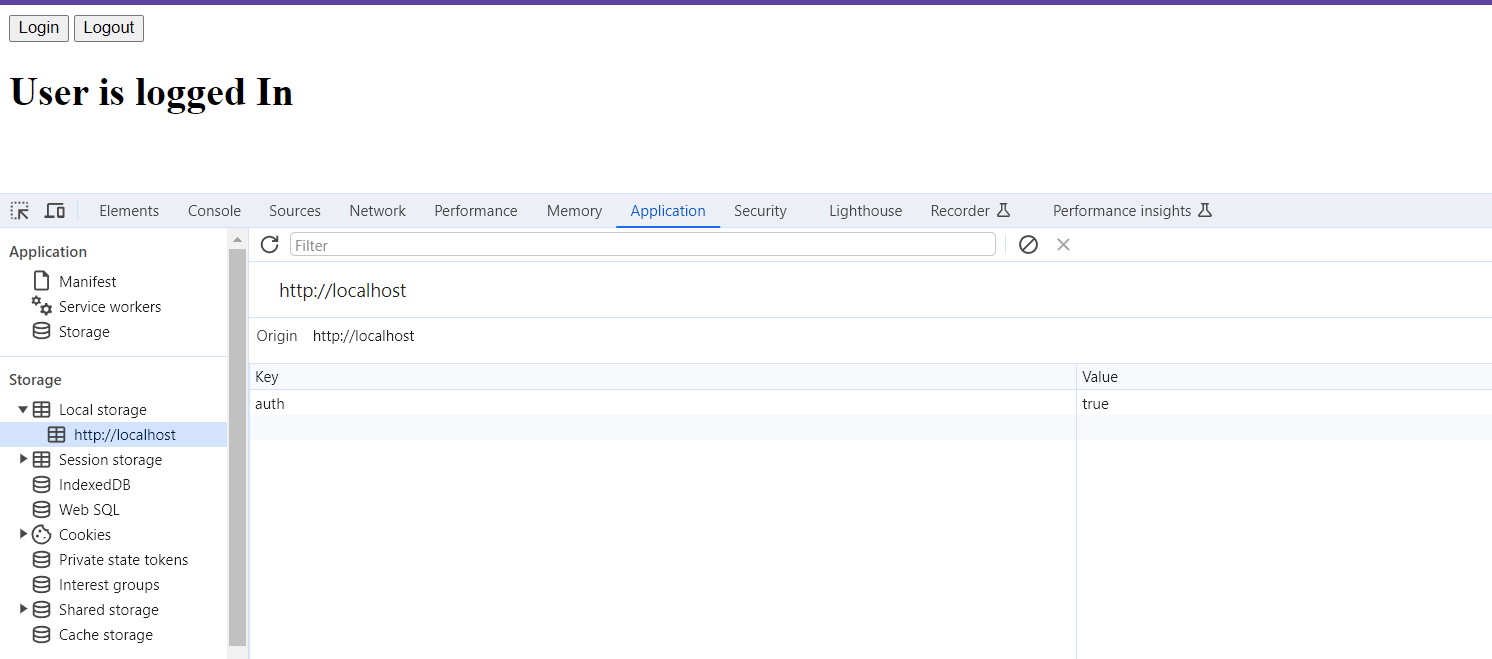 Login Logout
User is logged In
Elements Console Sources Network Performance Memory Application Security Lighthouse Recorder Performance insights
Application
Manifest
Service workers
Storage
Storage
Local storage
http://localhost
Session storage
IndexedDB
Web SQL
Cookies
Private state tokens
Interest groups
Shared storage
Cache storage
Filter
http://localhost
Origin http://localhost
Key Value
auth true